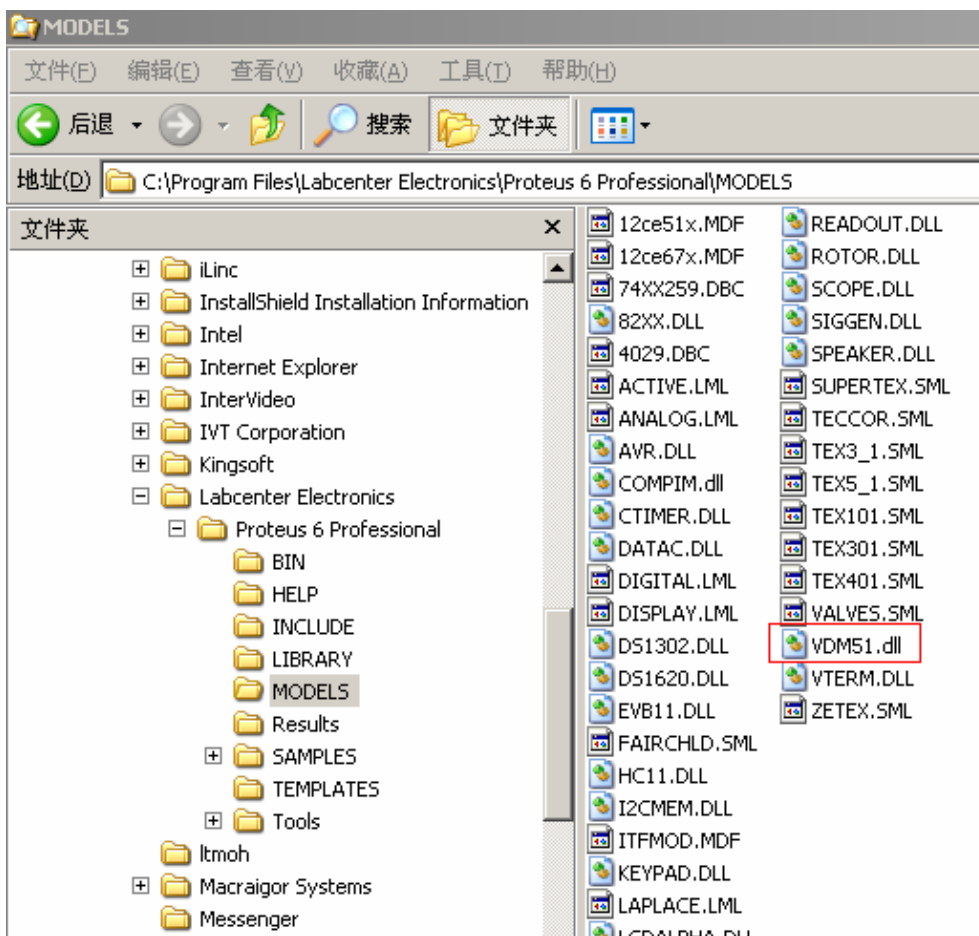 MODELS
文件(F) 编辑(E) 查看(V) 收藏(A) 工具(T) 帮助(H)
后退 搜索 文件夹
地址(D) C:\Program Files\Labcenter Electronics\Proteus 6 Professional\MODELS
文件夹
iLinc
InstallShield Installation Information
Intel
Internet Explorer
InterVideo
IVT Corporation
Kingsoft
Labcenter Electronics
Proteus 6 Professional
BIN
HELP
INCLUDE
LIBRARY
MODELS
Results
SAMPLES
TEMPLATES
Tools
ltmoh
Macraigor Systems
Messenger
12ce51x.MDF
12ce67x.MDF
74XX259.DBC
82XX.DLL
4029.DBC
ACTIVE.LML
ANALOG.LML
AVR.DLL
COMPIM.dll
CTIMER.DLL
DATAC.DLL
DIGITAL.LML
DISPLAY.LML
DS1302.DLL
DS1620.DLL
EVB11.DLL
FAIRCHLD.SML
HC11.DLL
I2CMEM.DLL
ITFMOD.MDF
KEYPAD.DLL
LAPLACE.LML
LCDALPHA.DLL
READOUT.DLL
ROTOR.DLL
SCOPE.DLL
SIGGEN.DLL
SPEAKER.DLL
SUPERTEX.SML
TECCOR.SML
TEX3_1.SML
TEX5_1.SML
TEX101.SML
TEX301.SML
TEX401.SML
VALVES.SML
VDM51.dll
VTERM.DLL
ZETEX.SML